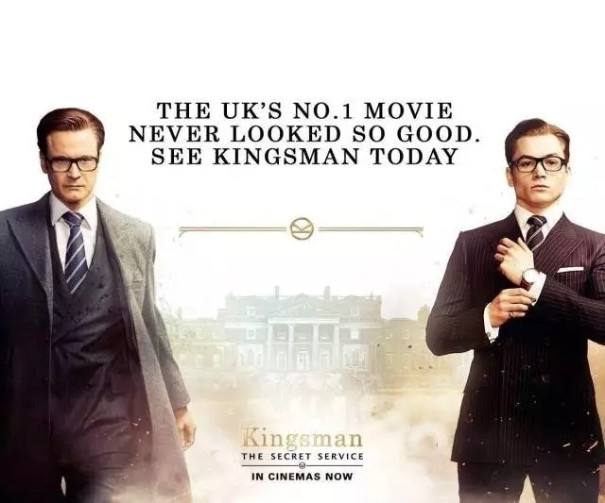 THE UK'S NO.1 MOVIE
NEVER LOOKED SO GOOD.
SEE KINGSMAN TODAY
Kingsman
THE SECRET SERVICE
IN CINEMAS NOW